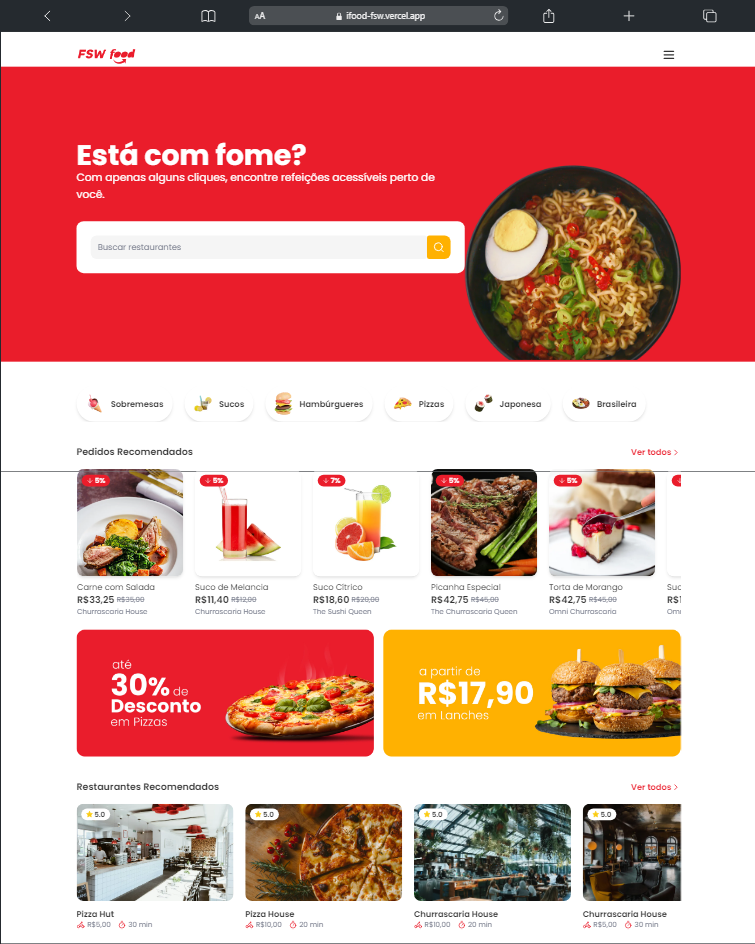 AA ifood-fsw.vercel.app
FSW food
Está com fome?
Com apenas alguns cliques, encontre refeições acessíveis perto de
você.
Buscar restaurantes
Sobremesas Sucos Hambúrgueres Pizzas Japonesa Brasileira
Pedidos Recomendados Ver todos
5% 5% 7% 5% 5%
Carne com Salada Suco de Melancia Suco Cítrico Picanha Especial Torta de Morango Suc
R$33,25 R$35,00 R$11,40 R$12,00 R$18,60 R$20,00 R$42,75 R$45,00 R$42,75 R$45,00 R$1
Churrascaria House Churrascaria House The Sushi Queen The Churrascaria Queen Omni Churrascaria Omn
até
30% de
Desconto
em Pizzas
a partir de
R$17,90
em Lanches
Restaurantes Recomendados Ver todos
5.0 5.0 5.0 5.0
Pizza Hut Pizza House Churrascaria House Churrascaria House
R$5,00 30 min R$10,00 20 min R$10,00 20 min R$5,00 30 min